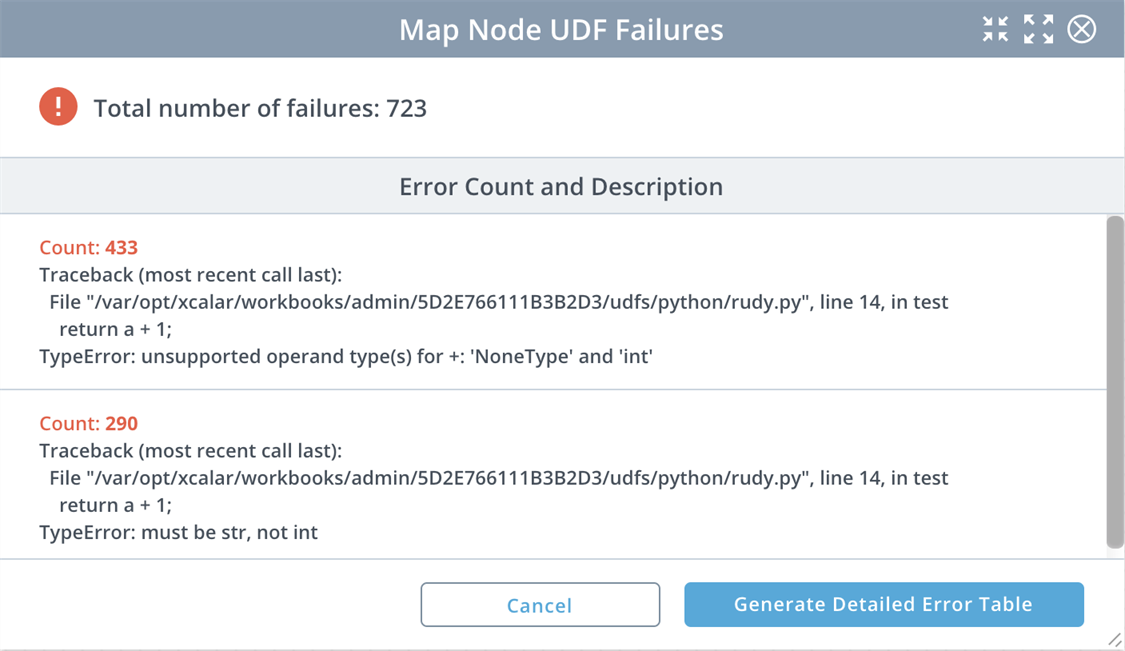 Map Node UDF Failures
Total number of failures: 723
Error Count and Description
Count: 433
Traceback (most recent call last):
File "/var/opt/xcalar/workbooks/admin/5D2E766111B3B2D3/udfs/python/rudy.py", line 14, in test
return a + 1;
TypeError: unsupported operand type(s) for +: 'NoneType' and 'int'
Count: 290
Traceback (most recent call last):
File "/var/opt/xcalar/workbooks/admin/5D2E766111B3B2D3/udfs/python/rudy.py", line 14, in test
return a + 1;
TypeError: must be str, not int
Cancel
Generate Detailed Error Table